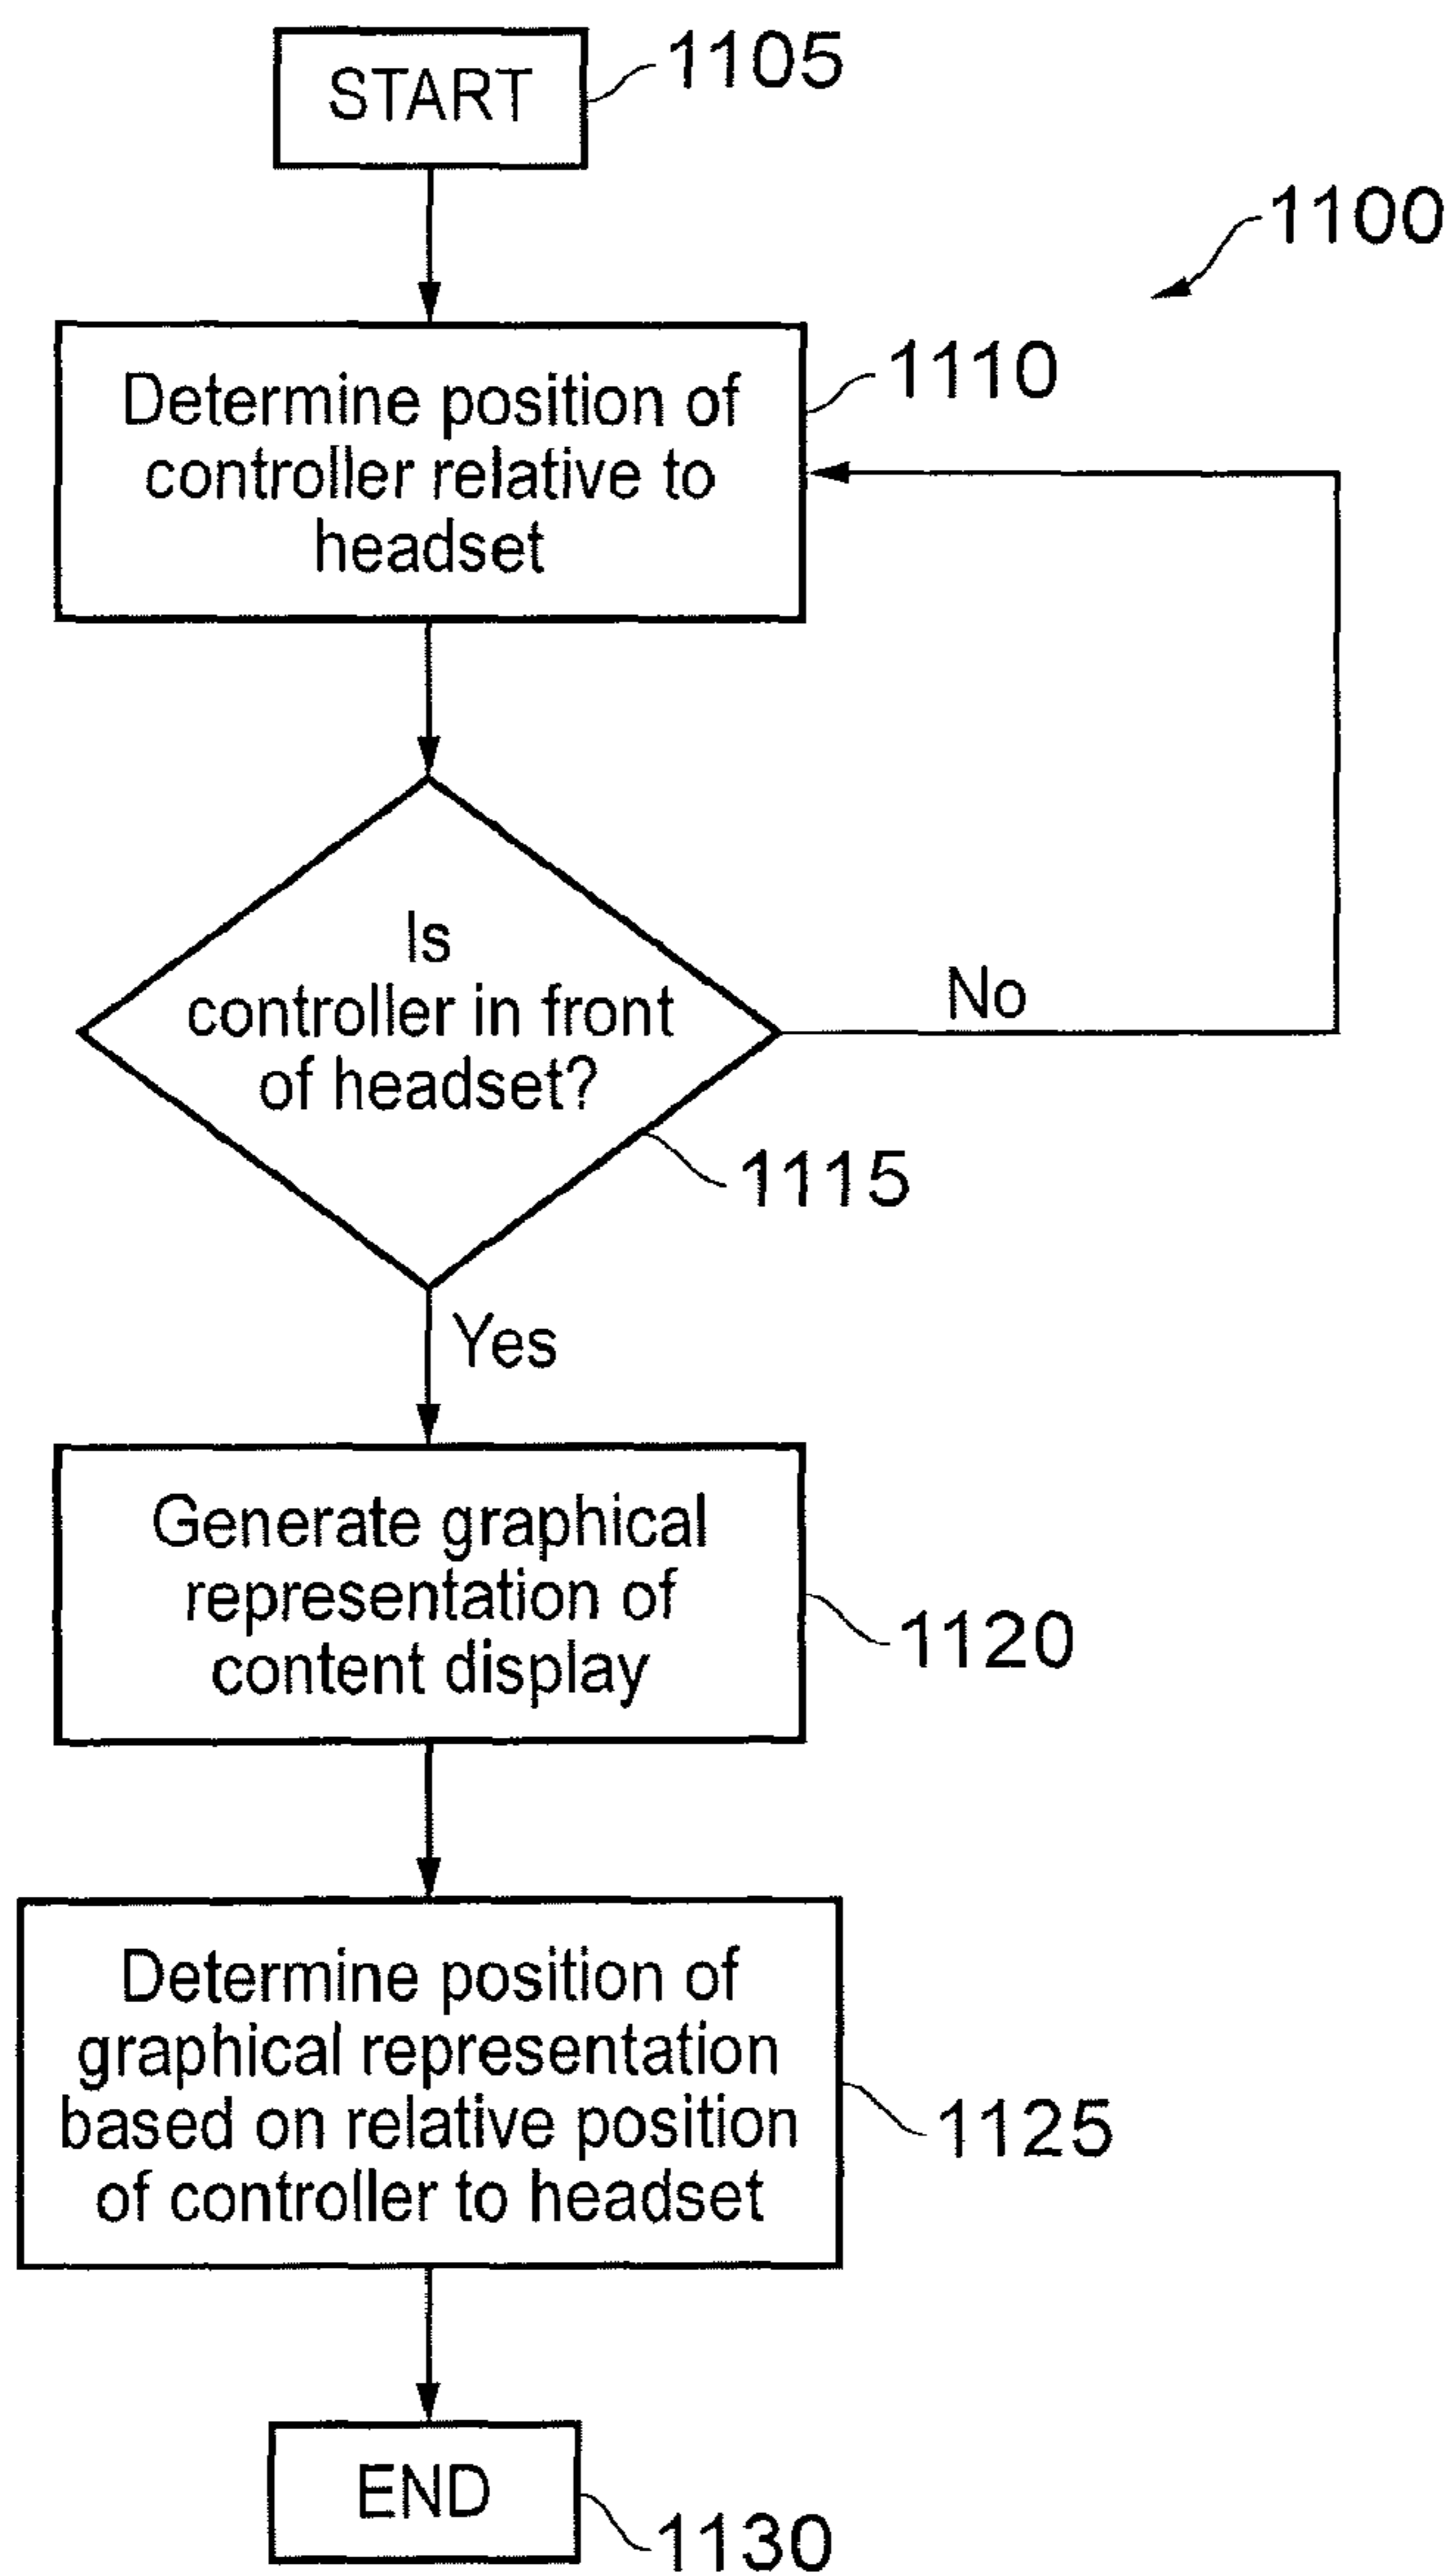 START
1105
1100
Determine position of
controller relative to
headset
1110
Is
controller in front
of headset?
No
1115
Yes
Generate graphical
representation of
content display
1120
Determine position of
graphical representation
based on relative position
of controller to headset
1125
END
1130